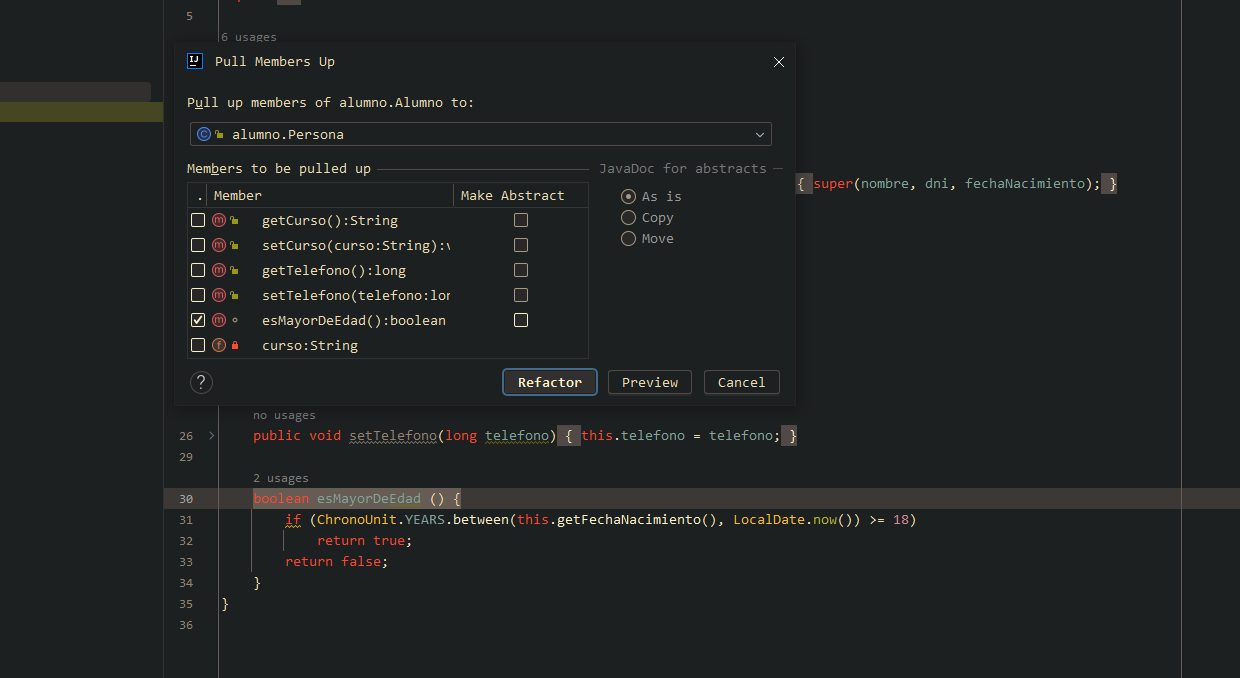 5
6 usages
Pull Members Up
Pull up members of alumno.Alumno to:
alumno.Persona
Members to be pulled up
JavaDoc for abstracts
{ super(nombre, dni, fechaNacimiento); }
. Member Make Abstract
As is
getCurso():String
Copy
setCurso(curso:String):v
Move
getTelefono():long
setTelefono(telefono:lon
esMayorDeEdad():boolean
curso:String
? Refactor Preview Cancel
no usages
26 public void setTelefono(long telefono) { this.telefono = telefono; }
29
2 usages
30 boolean esMayorDeEdad () {
31 if (ChronoUnit.YEARS.between(this.getFechaNacimiento(), LocalDate.now()) >= 18)
32 return true;
33 return false;
34 }
35 }
36